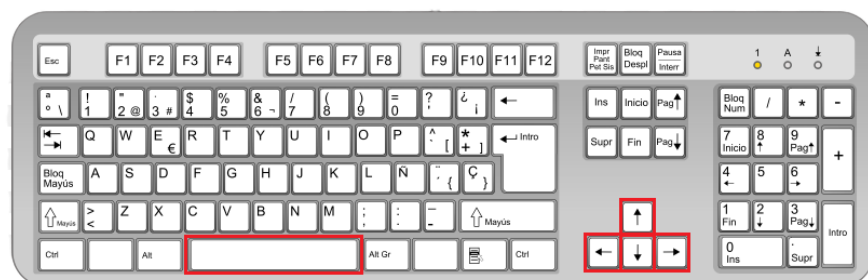 Esc F1 F2 F3 F4 F5 F6 F7 F8 F9 F10 F11 F12 Impr Pant Pet Sis Bloq Despl Pausa Interr 1 A ↓
ª º \ ! 1 " 2 @ · 3 # $ 4 % 5 & 6 ¬ / 7 ( 8 ) 9 = 0 ? ' ¿ ¡ ← Ins Inicio Pag↑ Bloq Num / * -
Q W E € R T Y U I O P ^ ` [ * + ] ← Intro Supr Fin Pag↓ 7 Inicio 8 ↑ 9 Pag↑ +
Bloq Mayús A S D F G H J K L Ñ ¨ ´ { Ç } 4 ← 5 6 →
⇧ Mayús > < Z X C V B N M ; , : . _ - ⇧ Mayús ↑ 1 Fin 2 ↓ 3 Pag↓ Intro
Ctrl Alt Alt Gr Ctrl ← ↓ → 0 Ins . Supr